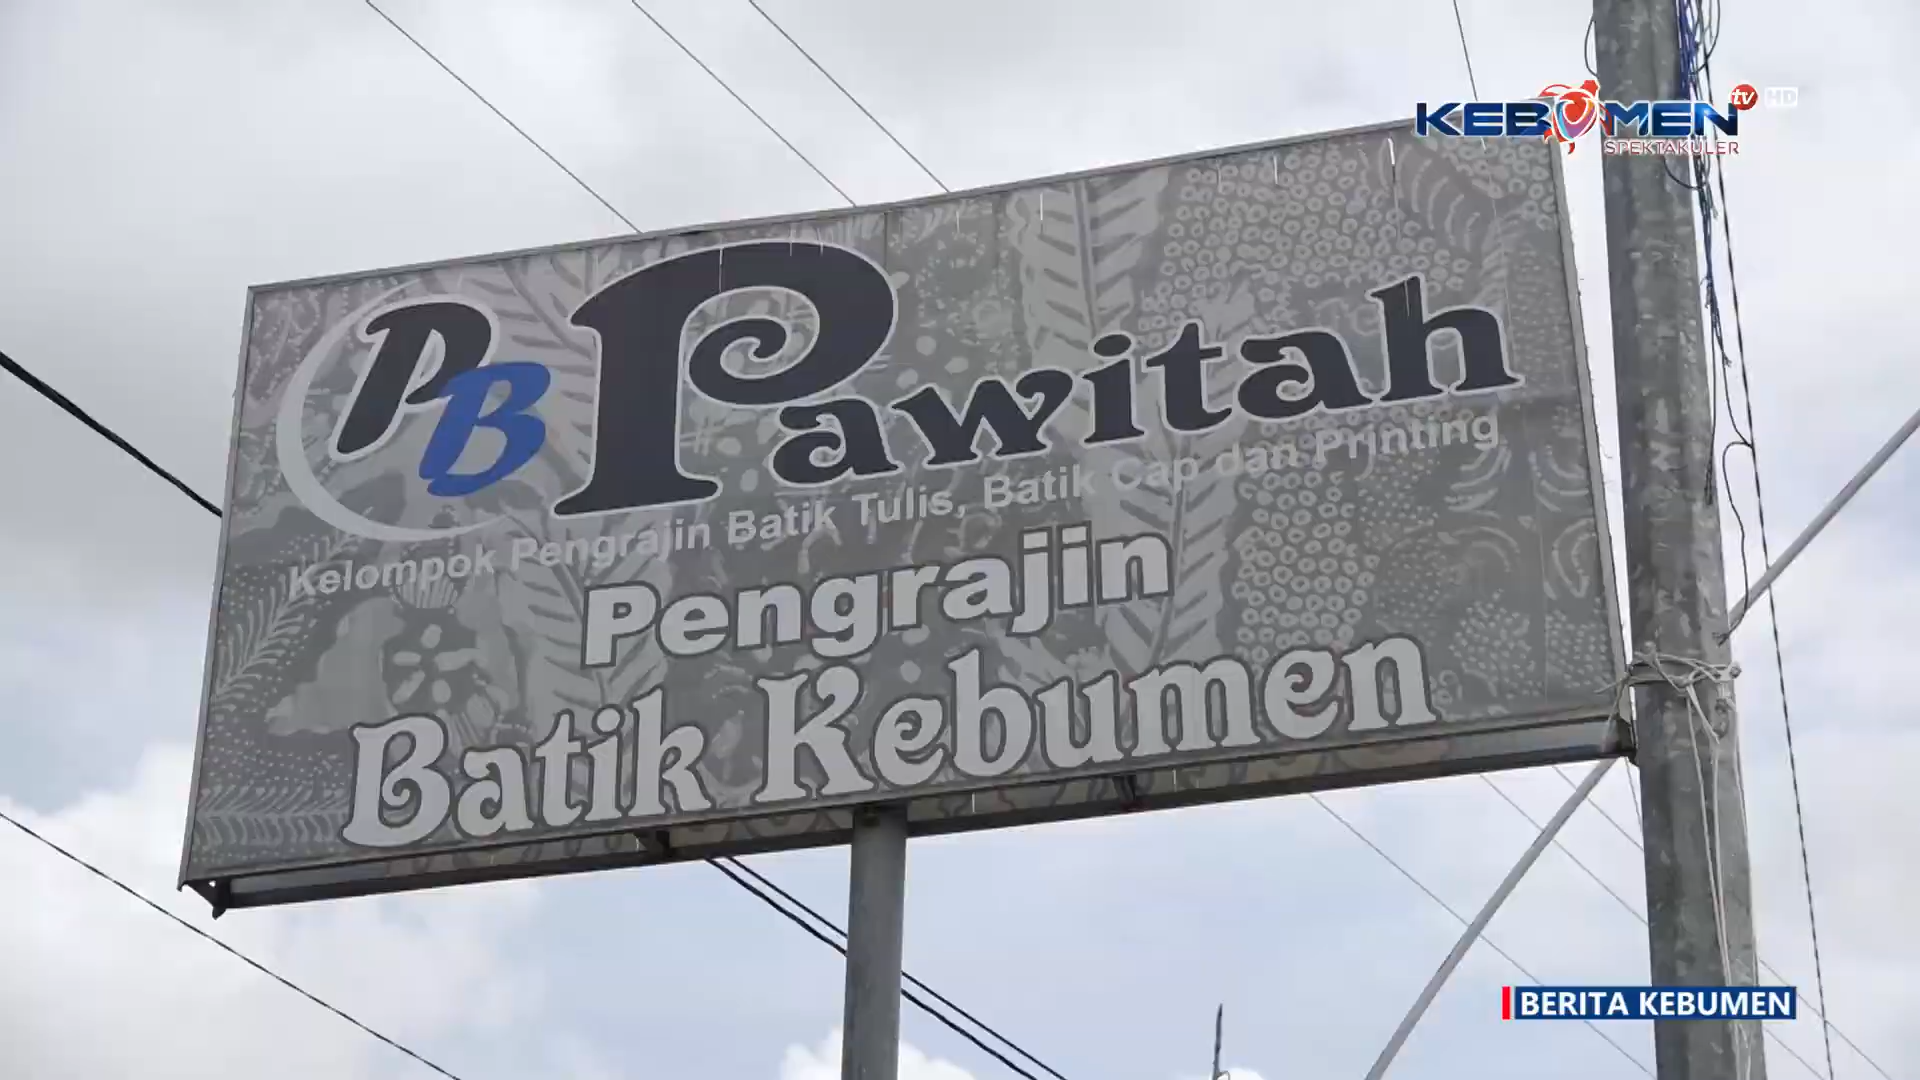 KEBUMEN tv HD
SPEKTAKULER
PB Pawitah
Kelompok Pengrajin Batik Tulis, Batik Cap dan Printing
Pengrajin
Batik Kebumen
BERITA KEBUMEN